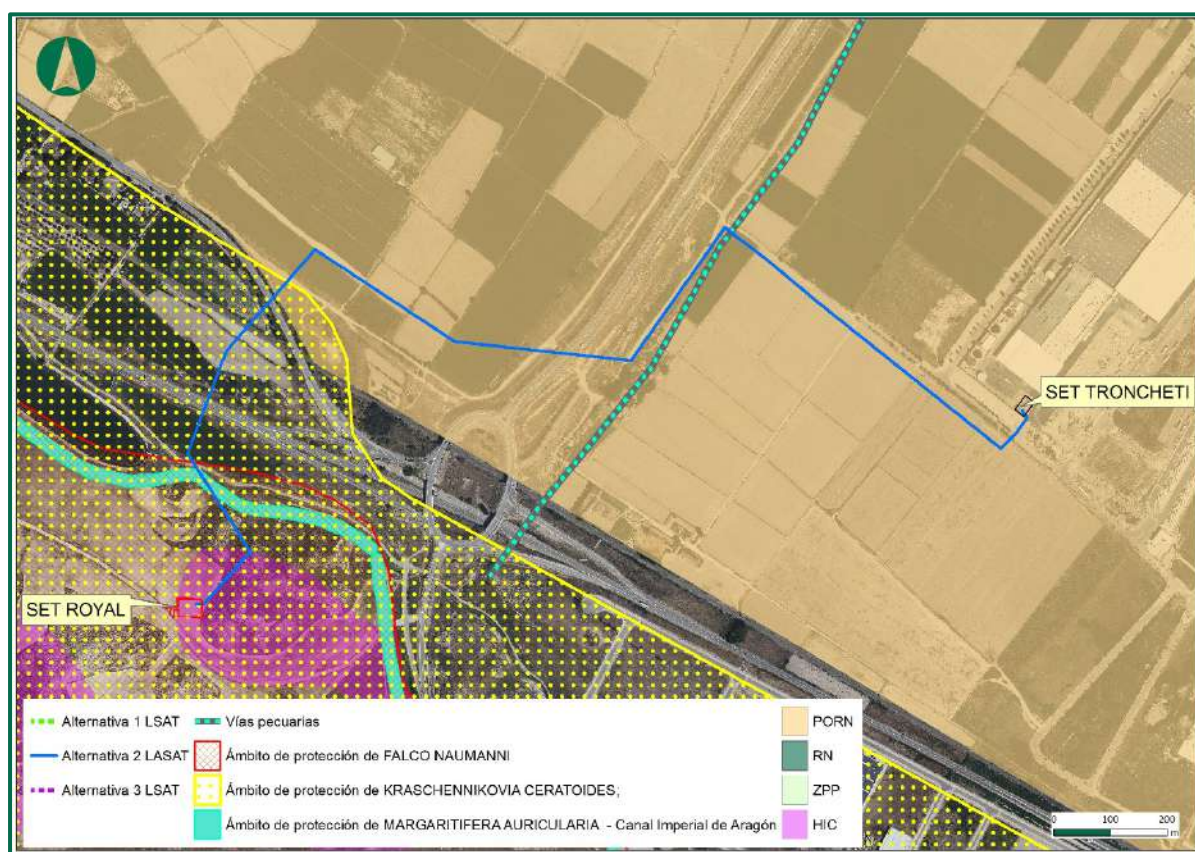 SET TRONCHETI
SET ROYAL
Alternativa 1 LSAT
Alternativa 2 LASAT
Alternativa 3 LSAT
Vías pecuarias
Ámbito de protección de FALCO NAUMANNI
Ámbito de protección de KRASCHENNIKOVIA CERATOIDES;
Ámbito de protección de MARGARITIFERA AURICULARIA - Canal Imperial de Aragón
PORN
RN
ZPP
HIC
0 100 200
m